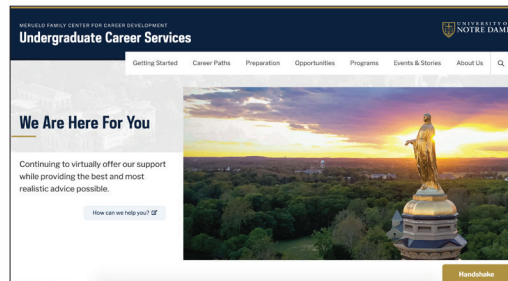 MERUELO FAMILY CENTER FOR CAREER DEVELOPMENT
Undergraduate Career Services
UNIVERSITY O
NOTRE DAME
Getting Started Career Paths Preparation Opportunities Programs Events & Stories About Us
We Are Here For You
Continuing to virtually offer our support
while providing the best and most
realistic advice possible.
How can we help you?
Handshake